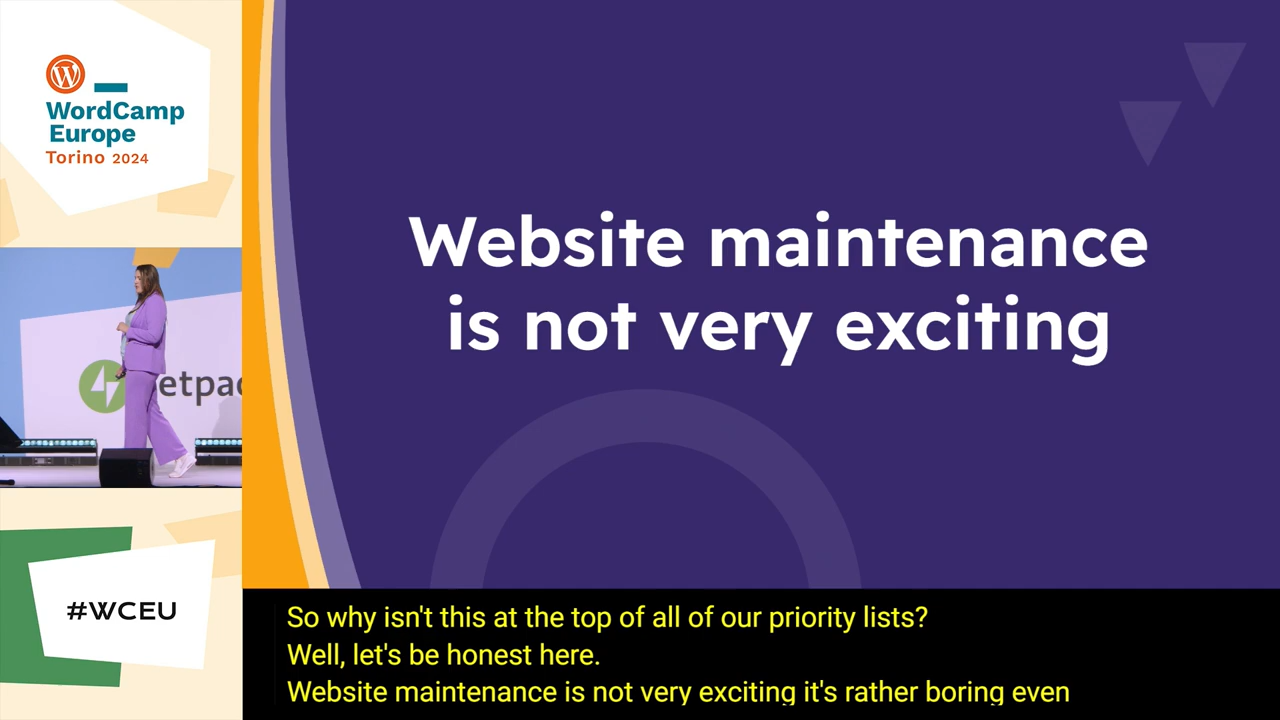 WordCamp
Europe
Torino 2024
etpac
#WCEU
Website maintenance
is not very exciting
So why isn't this at the top of all of our priority lists?
Well, let's be honest here.
Website maintenance is not very exciting it's rather boring even